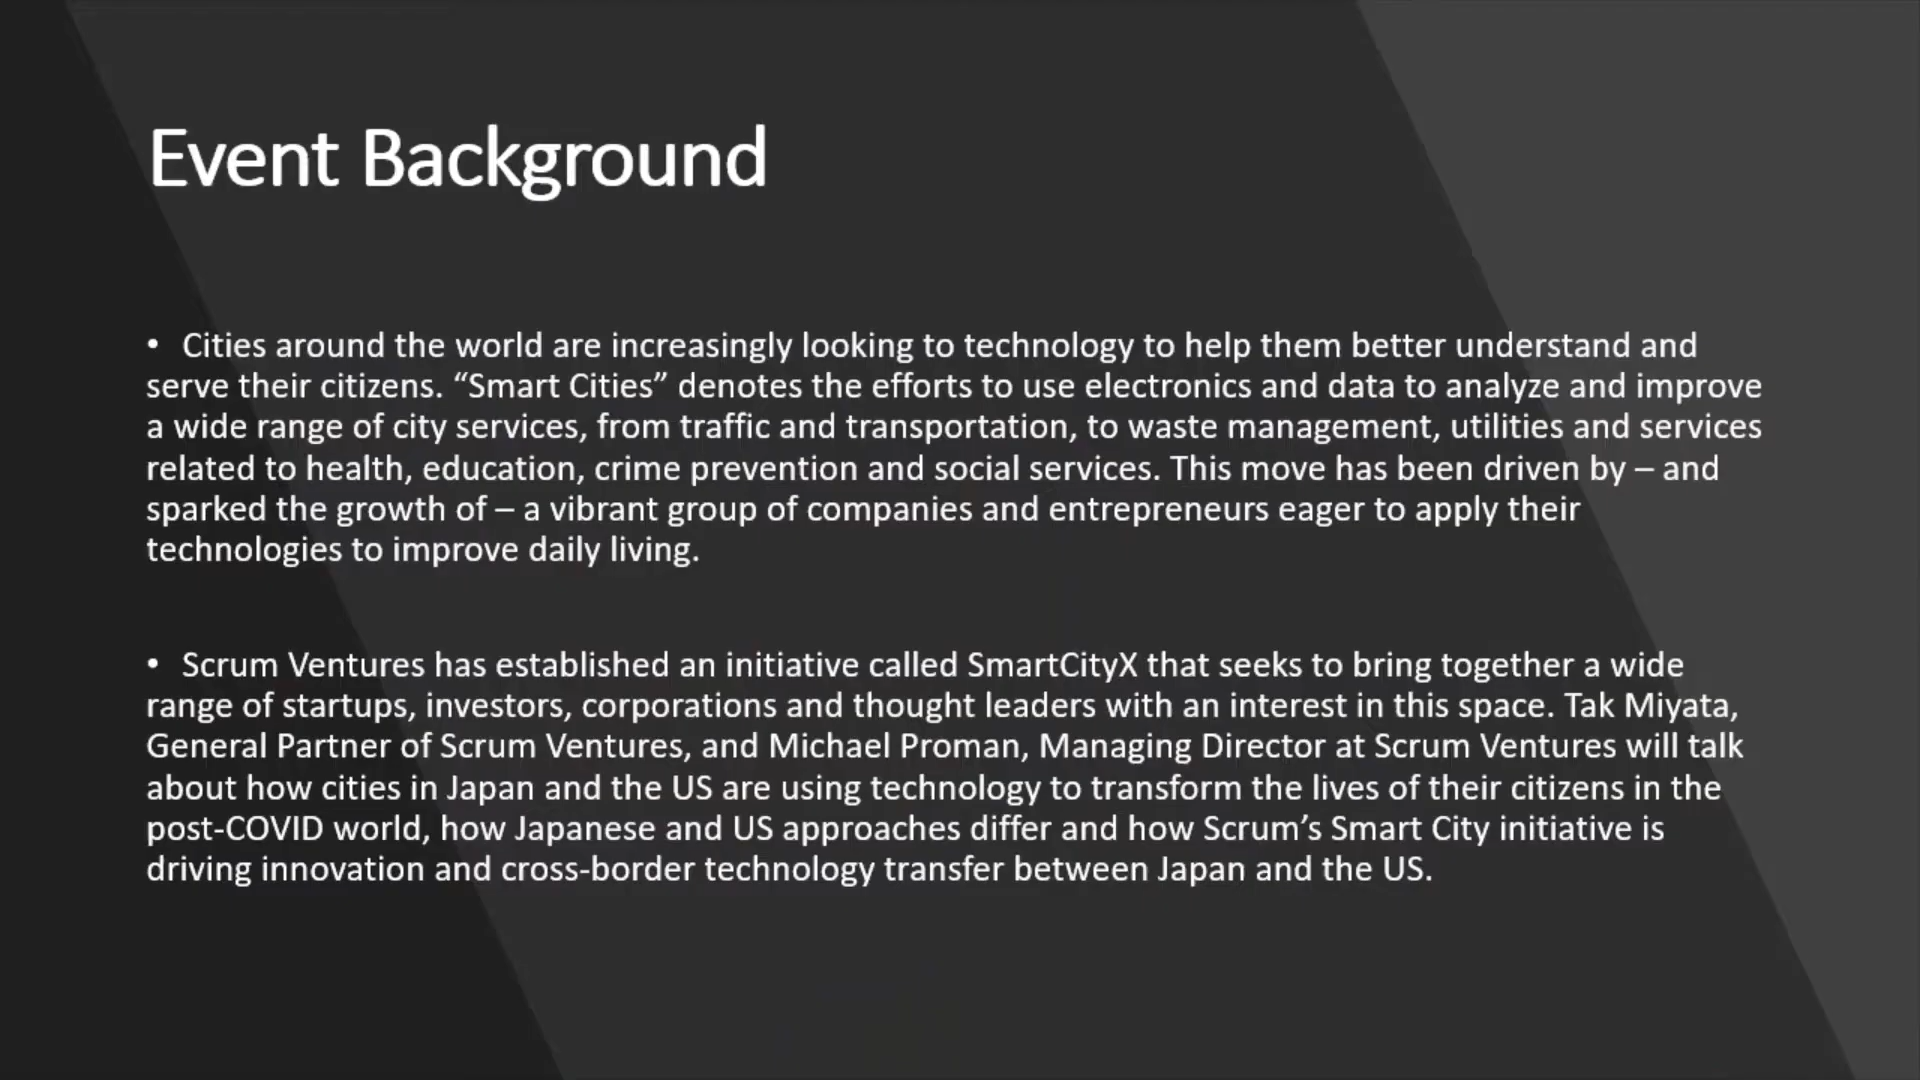 Event Background
• Cities around the world are increasingly looking to technology to help them better understand and
serve their citizens. “Smart Cities” denotes the efforts to use electronics and data to analyze and improve
a wide range of city services, from traffic and transportation, to waste management, utilities and services
related to health, education, crime prevention and social services. This move has been driven by – and
sparked the growth of – a vibrant group of companies and entrepreneurs eager to apply their
technologies to improve daily living.
• Scrum Ventures has established an initiative called SmartCityX that seeks to bring together a wide
range of startups, investors, corporations and thought leaders with an interest in this space. Tak Miyata,
General Partner of Scrum Ventures, and Michael Proman, Managing Director at Scrum Ventures will talk
about how cities in Japan and the US are using technology to transform the lives of their citizens in the
post-COVID world, how Japanese and US approaches differ and how Scrum’s Smart City initiative is
driving innovation and cross-border technology transfer between Japan and the US.